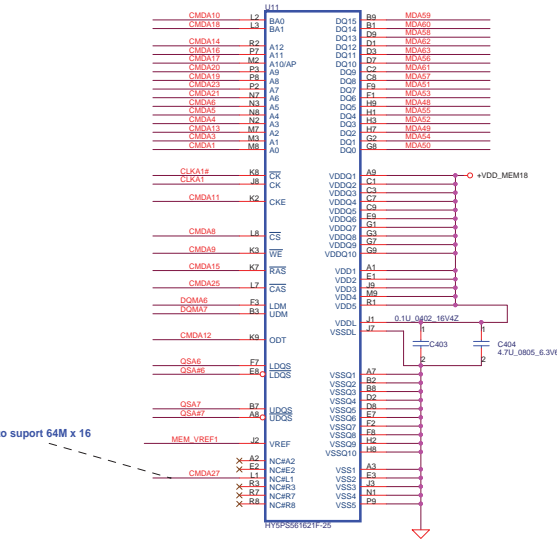 U11
CMDA10 L2 BA0 DQ15 B9 MDA59
CMDA18 L3 BA1 DQ14 B1 MDA60
DQ13 D9 MDA58
CMDA14 R2 A12 DQ12 D1 MDA62
CMDA16 P7 A11 DQ11 D3 MDA63
CMDA17 M2 A10/AP DQ10 D7 MDA56
CMDA20 P3 A9 DQ9 C2 MDA61
CMDA19 P8 A8 DQ8 C8 MDA57
CMDA23 P2 A7 DQ7 F9 MDA51
CMDA21 N7 A6 DQ6 F1 MDA53
CMDA6 N3 A5 DQ5 H9 MDA48
CMDA5 N8 A4 DQ4 H1 MDA55
CMDA4 N2 A3 DQ3 H3 MDA52
CMDA13 M7 A2 DQ2 H7 MDA49
CMDA3 M3 A1 DQ1 G2 MDA54
CMDA1 M8 A0 DQ0 G8 MDA50
CLKA1# K8 CK VDDQ1 A9 +VDD_MEM18
CLKA1 J8 CK VDDQ2 C1
VDDQ3 C3
CMDA11 K2 CKE VDDQ4 C7
VDDQ5 C9
VDDQ6 E9
VDDQ7 G1
CMDA8 L8 CS VDDQ8 G3
VDDQ9 G7
CMDA9 K3 WE VDDQ10 G9
CMDA15 K7 RAS VDD1 A1
VDD2 E1
CMDA25 L7 CAS VDD3 J9
VDD4 M9
DQMA6 F3 LDM VDD5 R1
DQMA7 B3 UDM
VDDL J1 0.1U_0402_16V4Z
VSSDL J7 1 1
CMDA12 K9 ODT C403 C404
4.7U_0805_6.3V6
2 2
QSA6 F7 LDQS
QSA#6 E8 LDQS VSSQ1 A7
VSSQ2 B2
VSSQ3 B8
VSSQ4 D2
QSA7 B7 UDQS VSSQ5 D8
QSA#7 A8 UDQS VSSQ6 E7
VSSQ7 F2
VSSQ8 F8
to suport 64M x 16
MEM_VREF1 J2 VREF VSSQ9 H2
VSSQ10 H8
A2 NC#A2
E2 NC#E2 VSS1 A3
CMDA27 L1 NC#L1 VSS2 E3
R3 NC#R3 VSS3 J3
R7 NC#R7 VSS4 N1
R8 NC#R8 VSS5 P9
HY5PS561621F-25